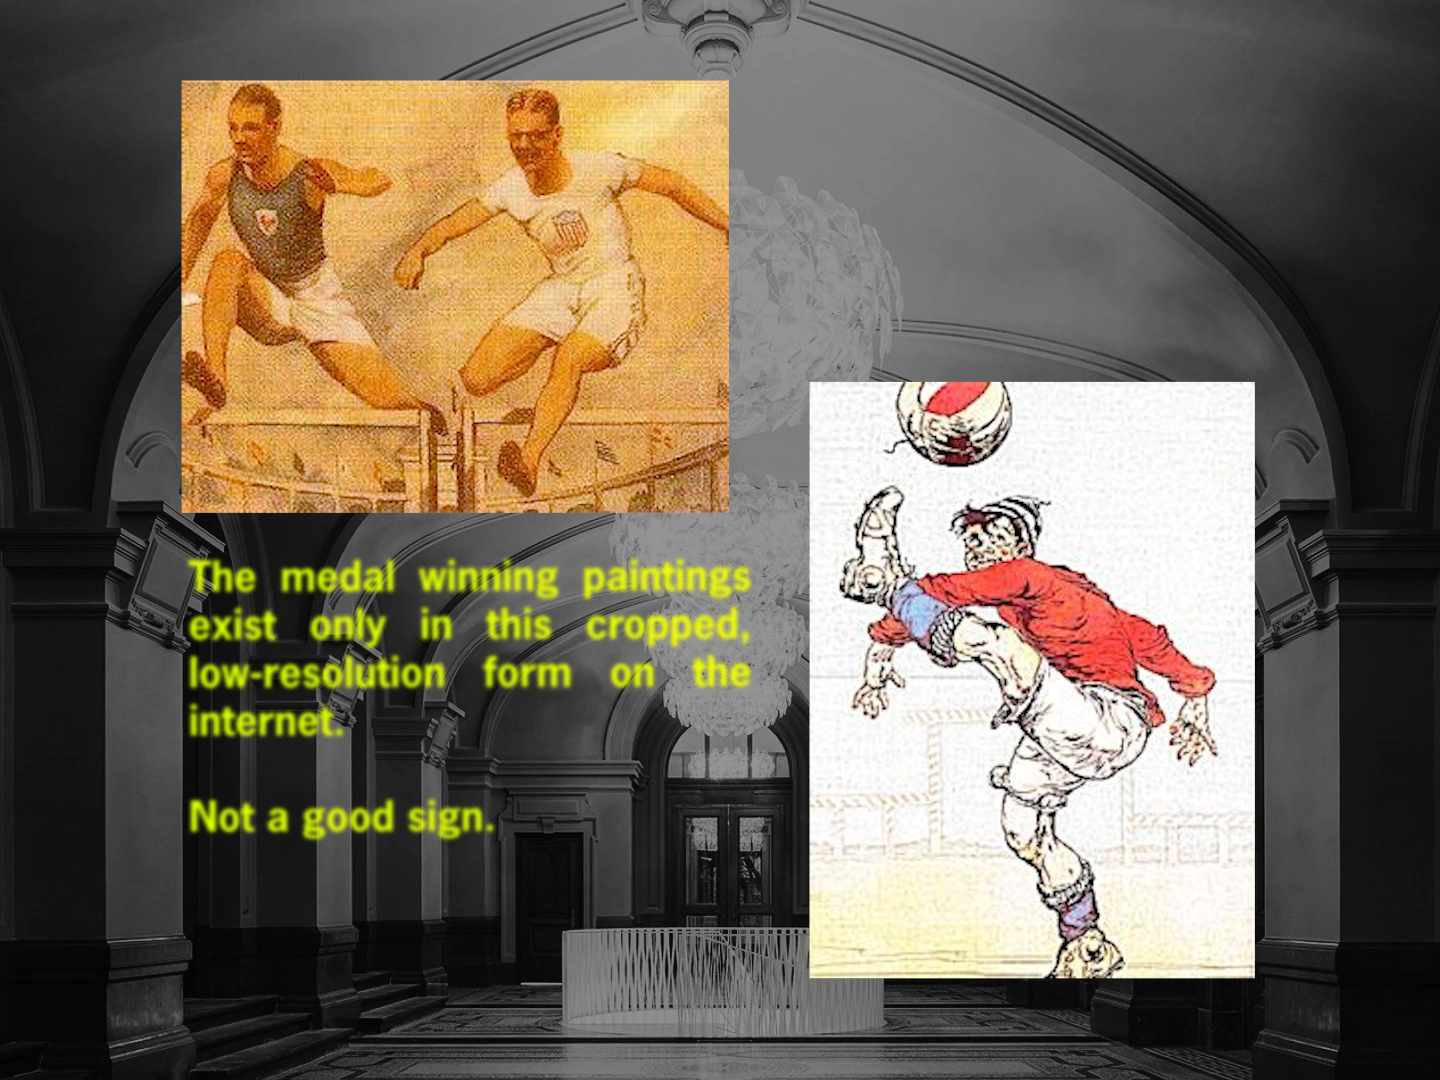 The medal winning paintings
exist only in this cropped,
low-resolution form on the
internet.
Not a good sign.